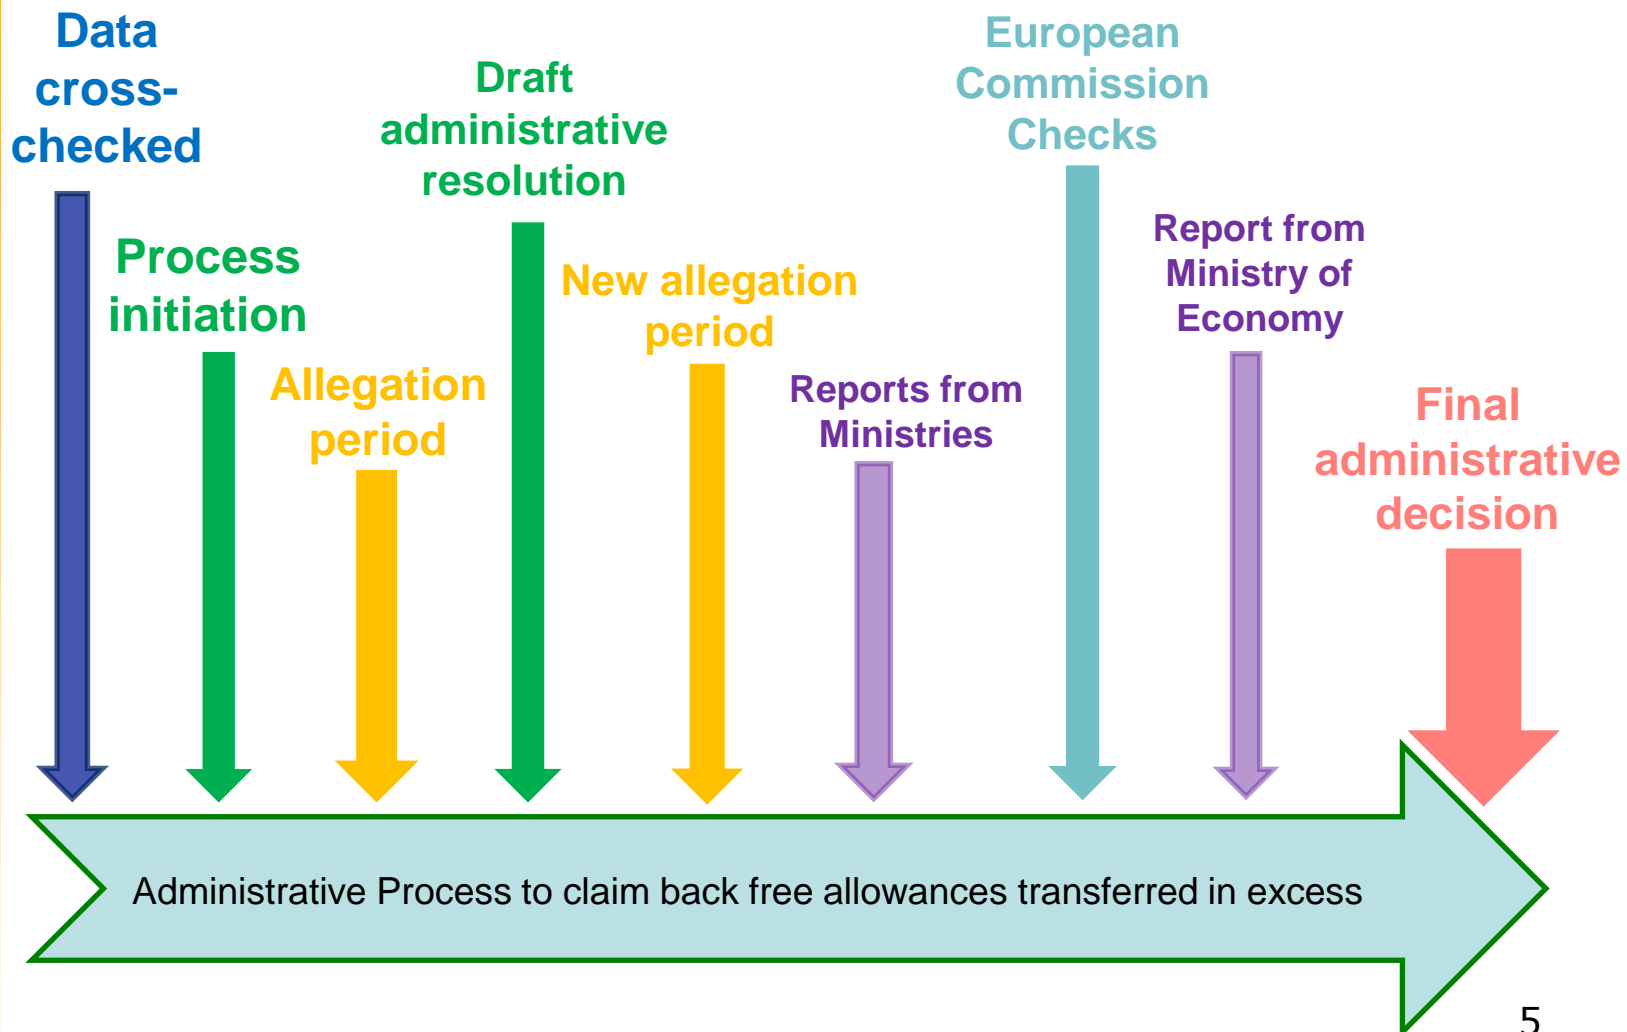 Data
cross-
checked
Process
initiation
Allegation
period
Draft
administrative
resolution
New allegation
period
Reports from
Ministries
European
Commission
Checks
Report from
Ministry of
Economy
Final
administrative
decision
Administrative Process to claim back free allowances transferred in excess
5